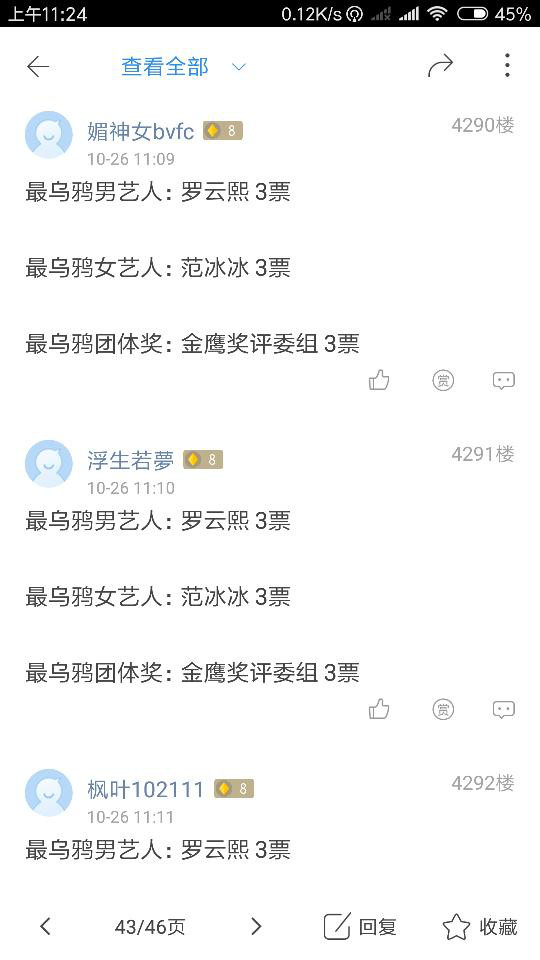 上午11:24 0.12K/s 45%
查看全部
媚神女bvfc 8 4290楼
10-26 11:09
最乌鸦男艺人：罗云熙 3票
最乌鸦女艺人：范冰冰 3票
最乌鸦团体奖：金鹰奖评委组 3票
赏
浮生若夢 8 4291楼
10-26 11:10
最乌鸦男艺人：罗云熙 3票
最乌鸦女艺人：范冰冰 3票
最乌鸦团体奖：金鹰奖评委组 3票
赏
枫叶102111 8 4292楼
10-26 11:11
最乌鸦男艺人：罗云熙 3票
43/46页 回复 收藏